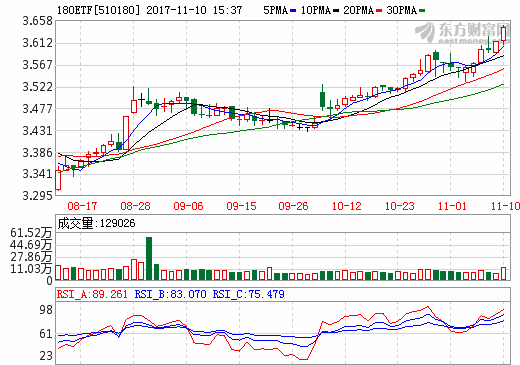 180ETF[510180] 2017-11-10 15:37 5PMA 10PMA 20PMA 30PMA
东方财富网
eastmoney.com
3.658
3.612
3.567
3.522
3.477
3.431
3.386
3.341
3.295
08-17 08-28 09-06 09-15 09-26 10-12 10-23 11-01 11-10
成交量:129026
61.52万
44.69万
27.86万
11.03万
0
RSI_A:89.261 RSI_B:83.070 RSI_C:75.479
98
61
23